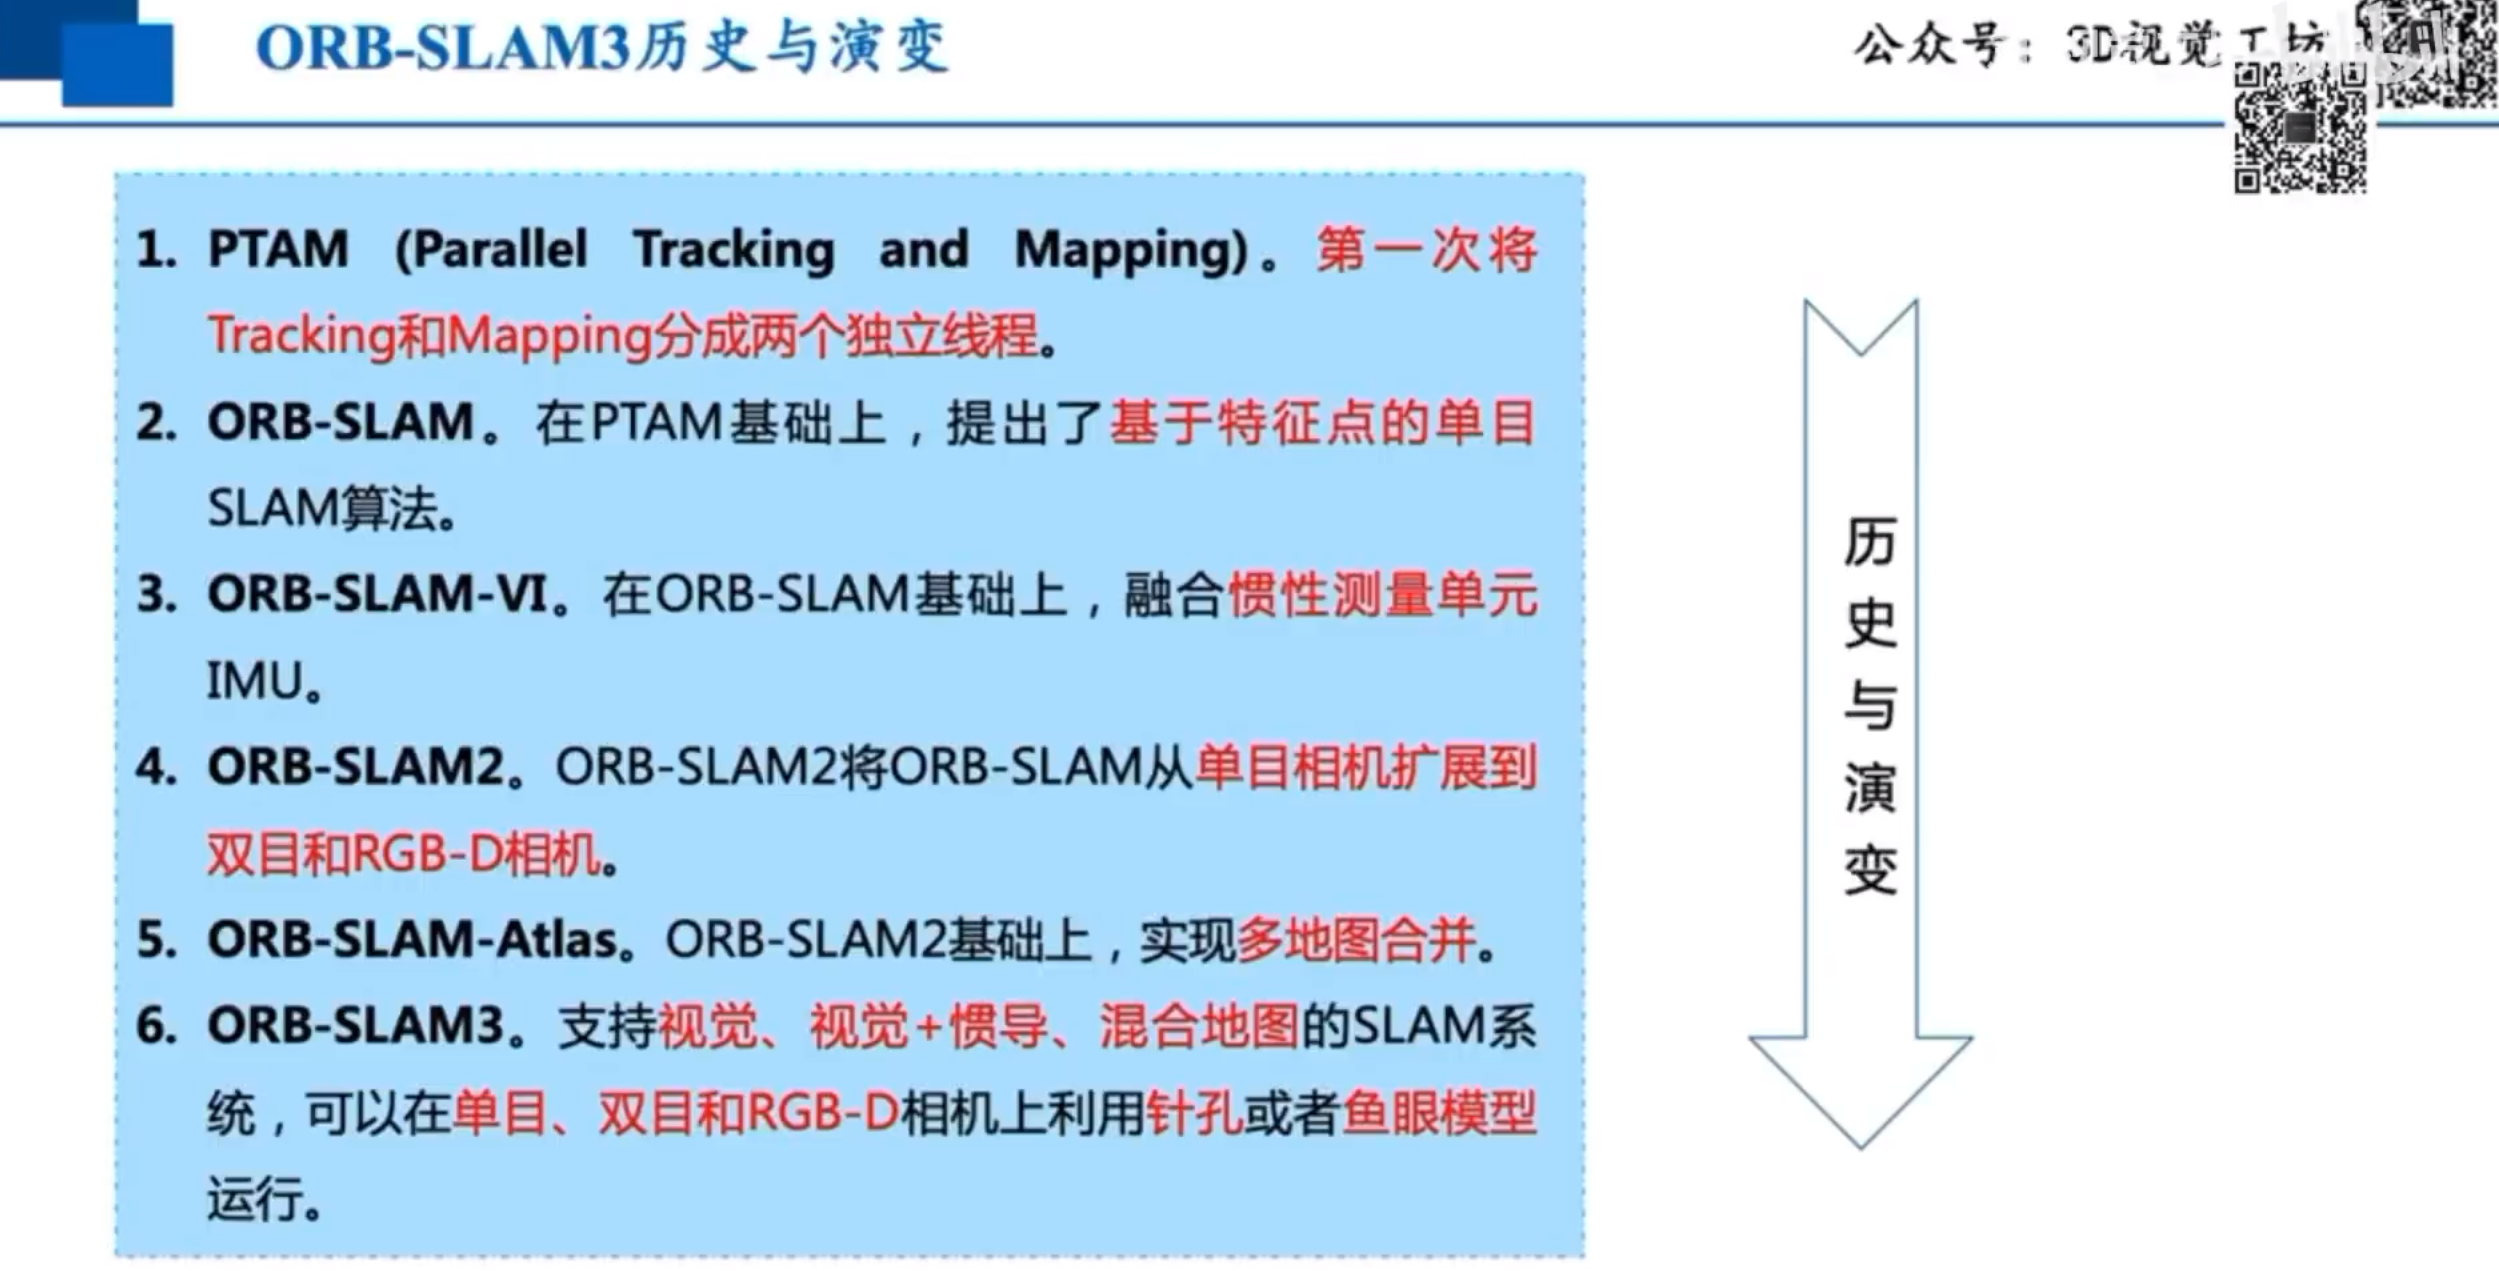 ORB-SLAM3历史与演变
公众号：3D视觉工坊
1. PTAM (Parallel Tracking and Mapping)。第一次将
Tracking和Mapping分成两个独立线程。
2. ORB-SLAM。在PTAM基础上，提出了基于特征点的单目
SLAM算法。
3. ORB-SLAM-VI。在ORB-SLAM基础上，融合惯性测量单元
IMU。
4. ORB-SLAM2。ORB-SLAM2将ORB-SLAM从单目相机扩展到
双目和RGB-D相机。
5. ORB-SLAM-Atlas。ORB-SLAM2基础上，实现多地图合并。
6. ORB-SLAM3。支持视觉、视觉+惯导、混合地图的SLAM系
统，可以在单目、双目和RGB-D相机上利用针孔或者鱼眼模型
运行。
历
史
与
演
变